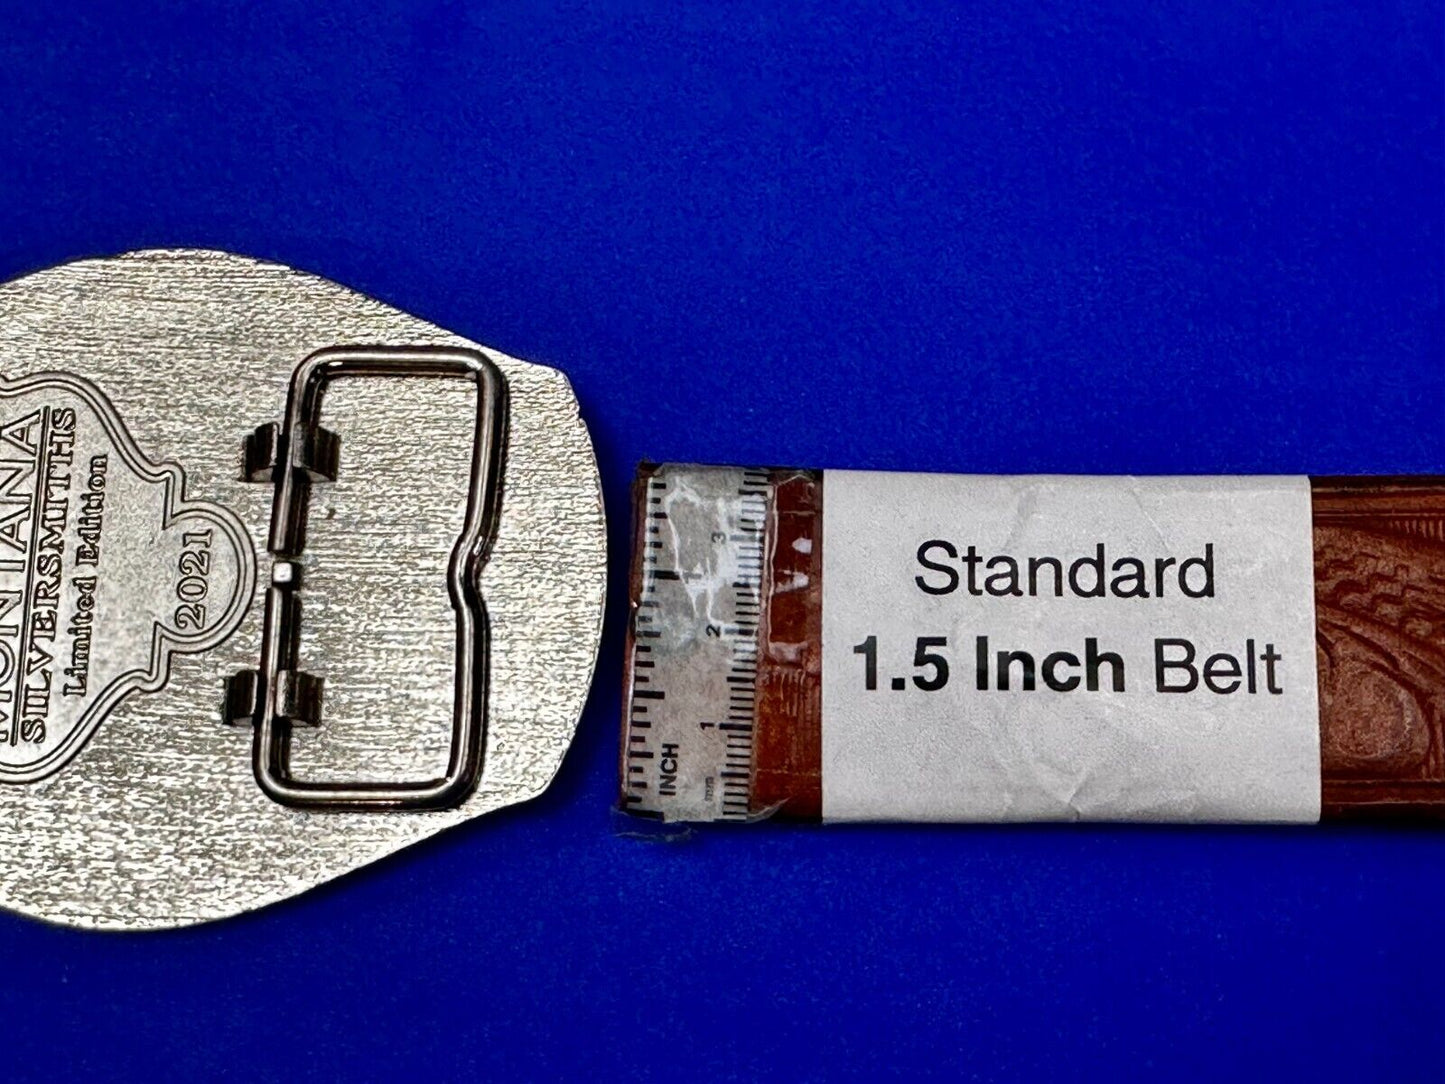 MONTANA
SILVERSMITHS
Limited Edition
2021
INCH
1
2
3
Standard
1.5 Inch Belt